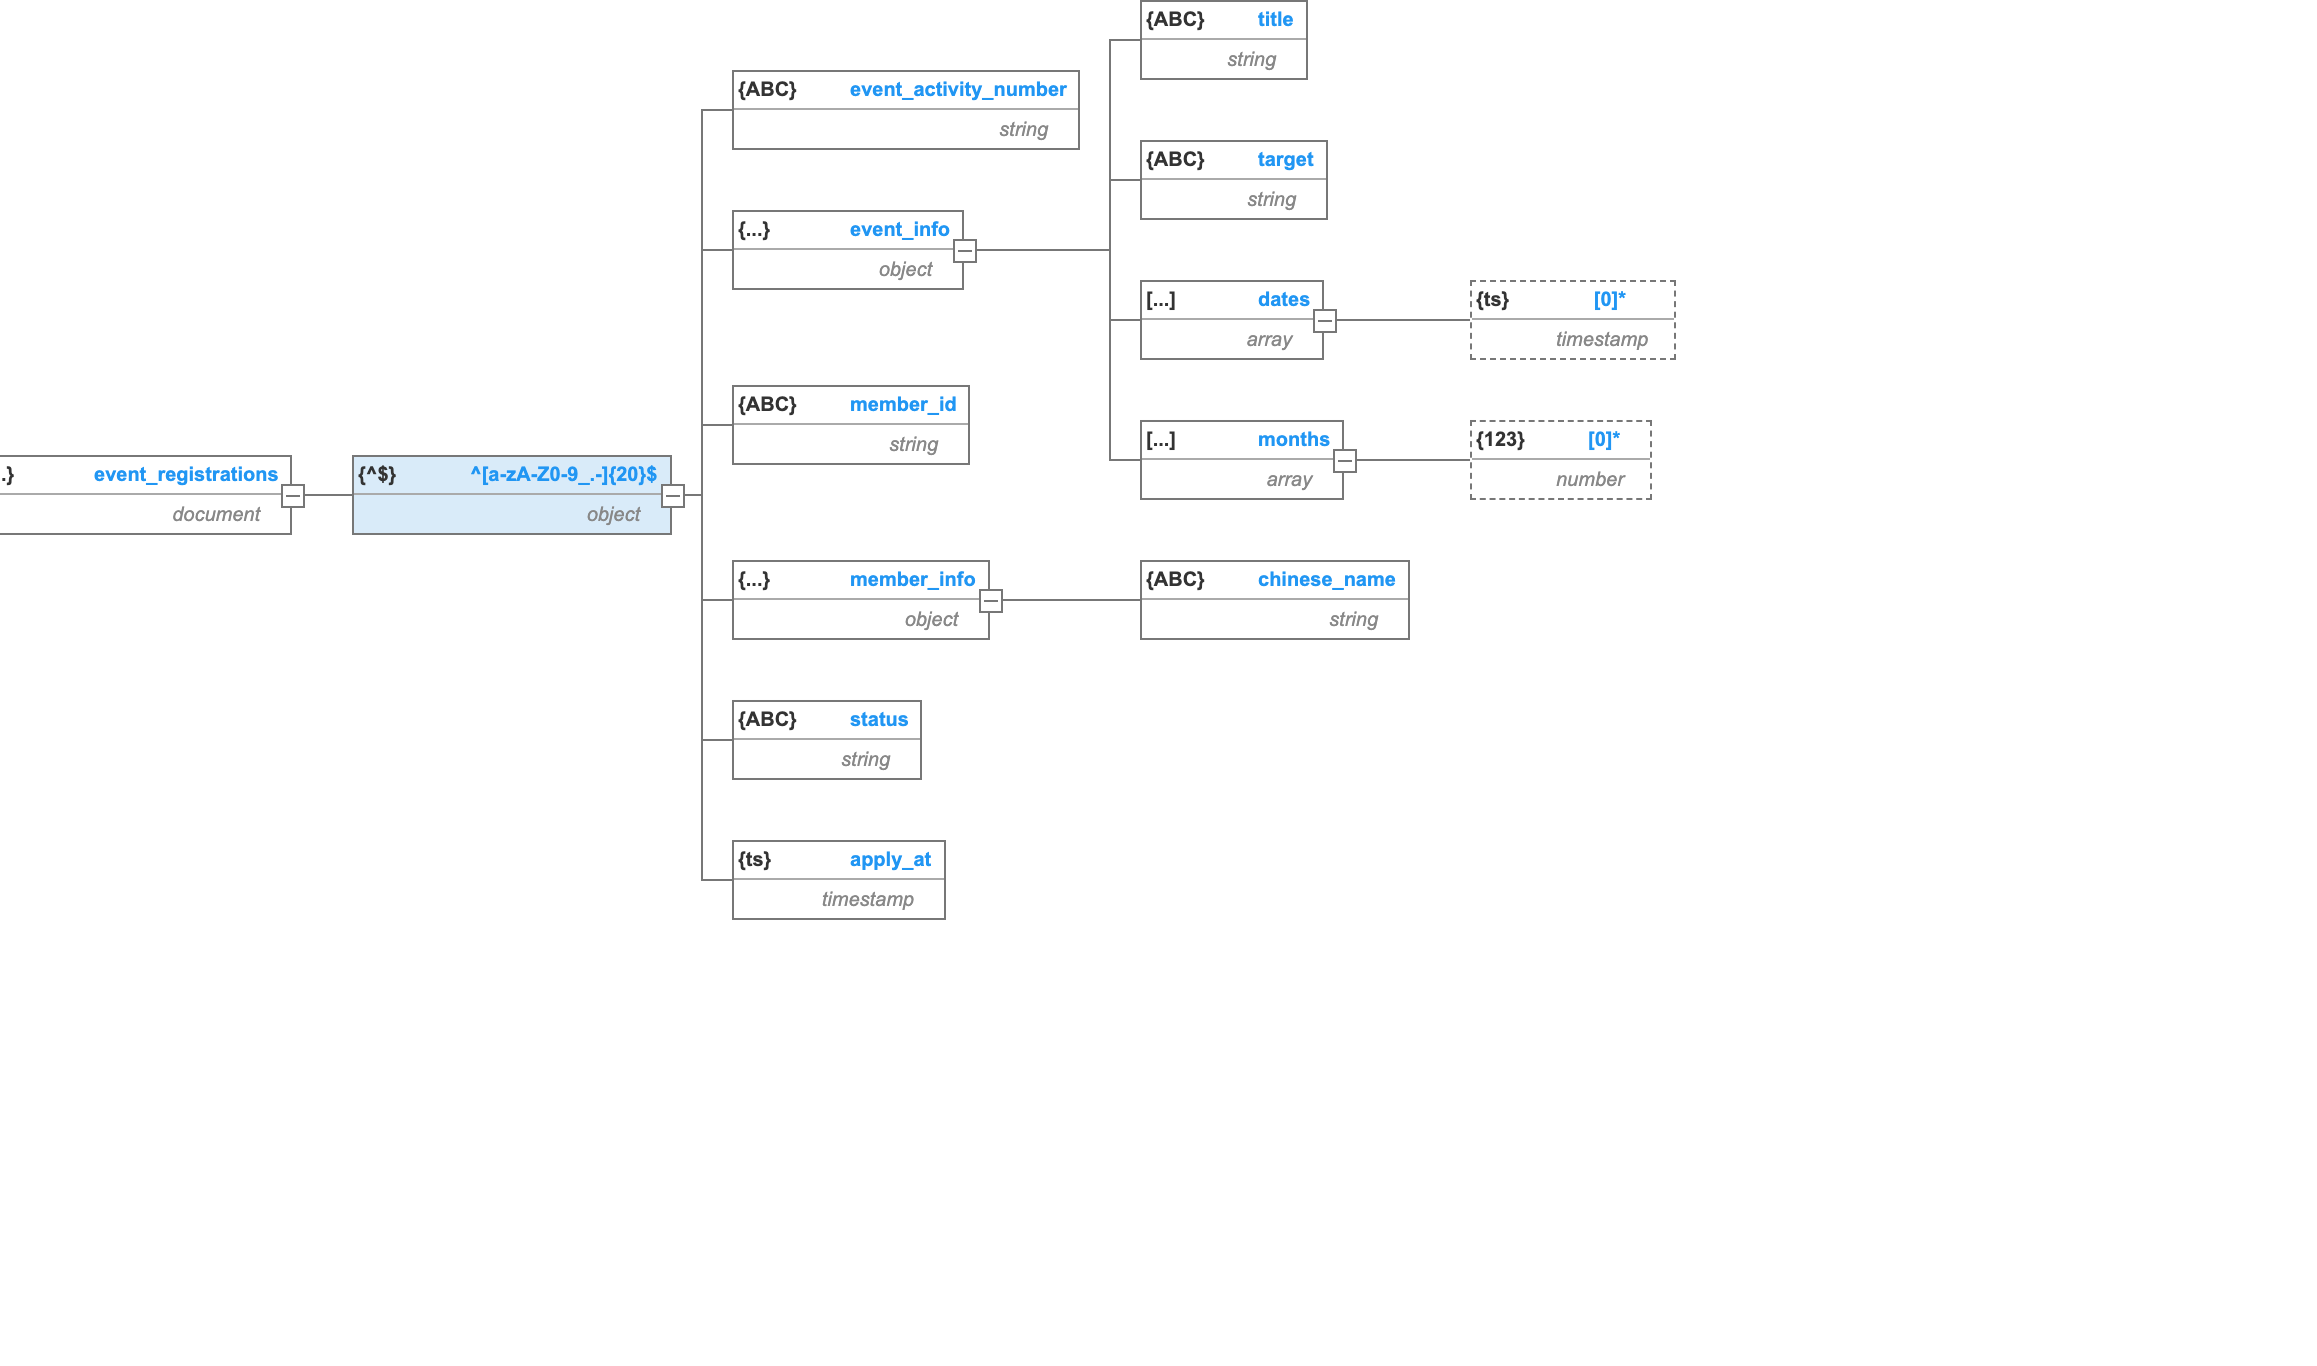 {ABC} title
string
{ABC} event_activity_number
string
{ABC} target
string
{...} event_info
object
[...] dates
array
{ts} [0]*
timestamp
{ABC} member_id
string
[...] months
array
{123} [0]*
number
.} event_registrations
document
{^$} ^[a-zA-Z0-9_.-]{20}$
object
{...} member_info
object
{ABC} chinese_name
string
{ABC} status
string
{ts} apply_at
timestamp